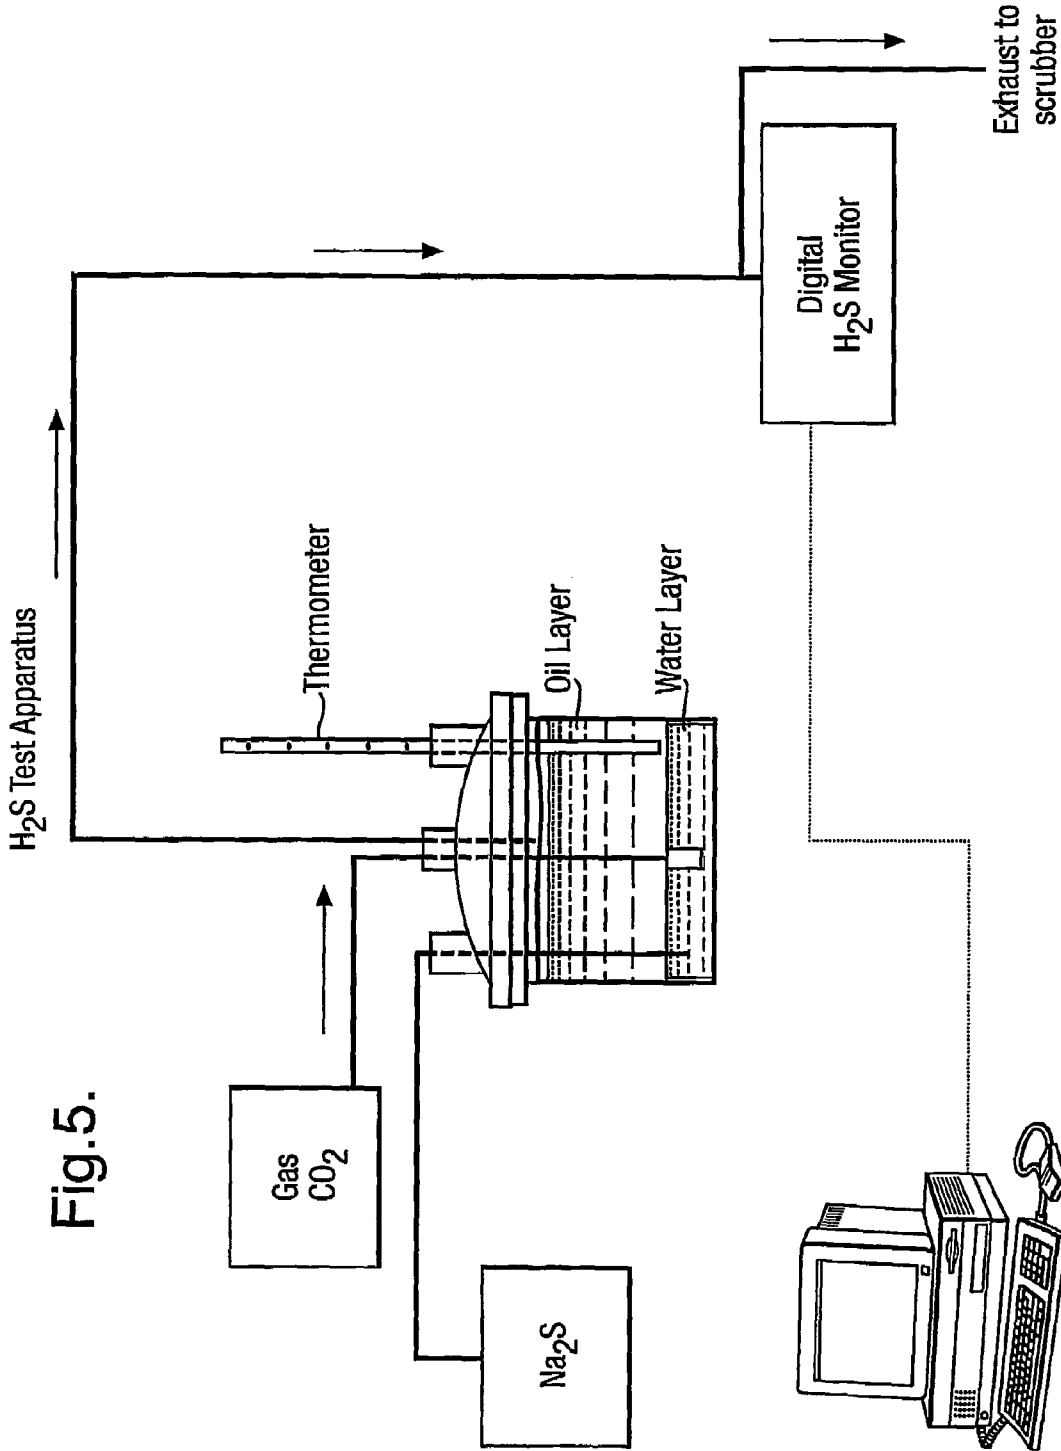 Fig.5.
H₂S Test Apparatus
Gas
CO₂
Na₂S
Thermometer
Oil Layer
Water Layer
Digital
H₂S Monitor
Exhaust to
scrubber